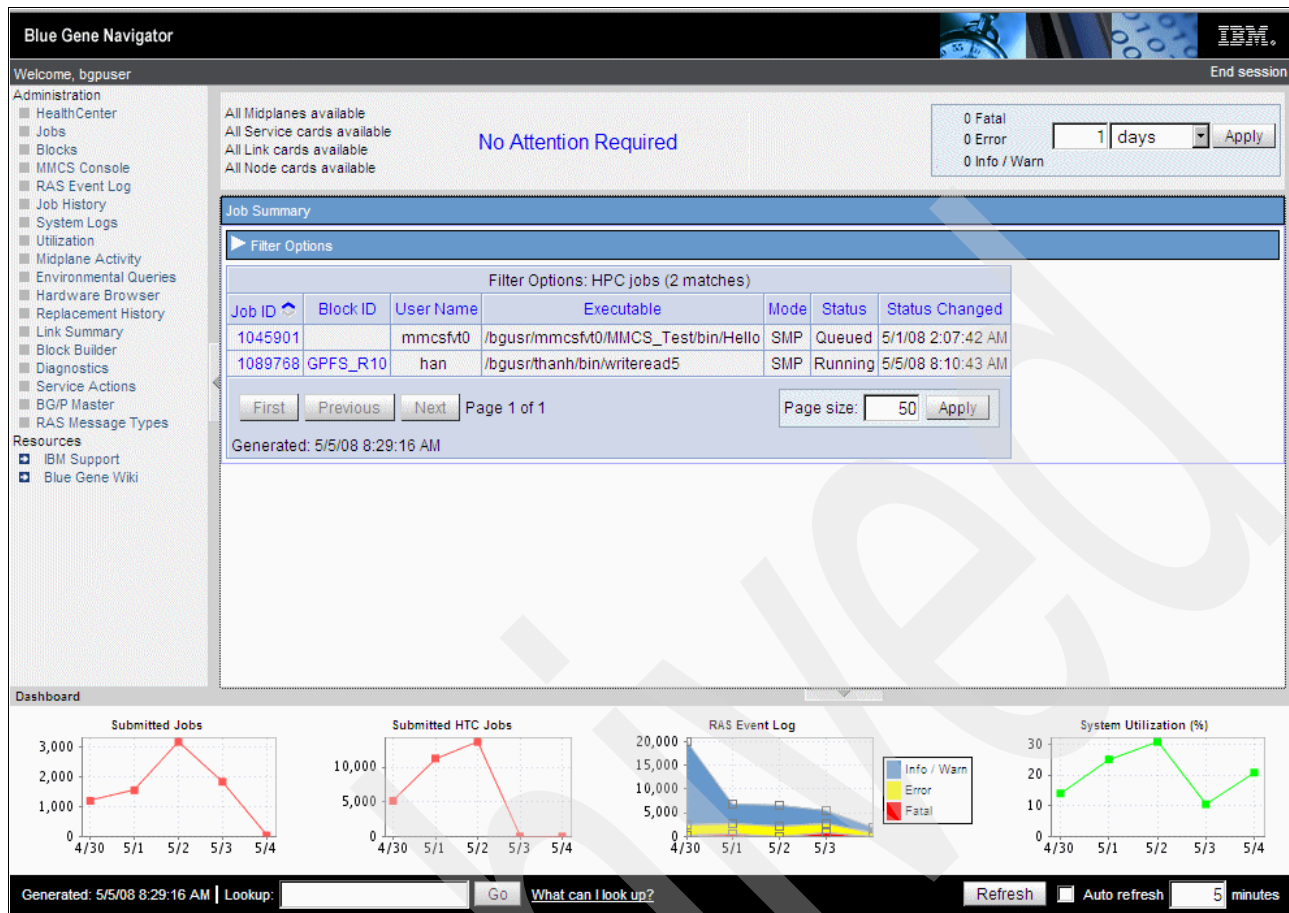 Blue Gene Navigator
IBM.
Welcome, bgpuser
End session
Administration
HealthCenter
Jobs
Blocks
MMCS Console
RAS Event Log
Job History
System Logs
Utilization
Midplane Activity
Environmental Queries
Hardware Browser
Replacement History
Link Summary
Block Builder
Diagnostics
Service Actions
BG/P Master
RAS Message Types
Resources
IBM Support
Blue Gene Wiki
All Midplanes available
All Service cards available
All Link cards available
All Node cards available
No Attention Required
0 Fatal
0 Error
0 Info / Warn
1 days Apply
Job Summary
Filter Options
Filter Options: HPC jobs (2 matches)
Job ID Block ID User Name Executable Mode Status Status Changed
1045901 mmcsfvt0 /bgusr/mmcsfvt0/MMCS_Test/bin/Hello SMP Queued 5/1/08 2:07:42 AM
1089768 GPFS_R10 han /bgusr/thanh/bin/writeread5 SMP Running 5/5/08 8:10:43 AM
First Previous Next Page 1 of 1 Page size: 50 Apply
Generated: 5/5/08 8:29:16 AM
Dashboard
Submitted Jobs
3,000
2,000
1,000
0
4/30 5/1 5/2 5/3 5/4
Submitted HTC Jobs
10,000
5,000
0
4/30 5/1 5/2 5/3 5/4
RAS Event Log
20,000
15,000
10,000
5,000
0
4/30 5/1 5/2 5/3
Info / Warn
Error
Fatal
System Utilization (%)
30
20
10
0
4/30 5/1 5/2 5/3 5/4
Generated: 5/5/08 8:29:16 AM Lookup: Go What can I look up? Refresh Auto refresh 5 minutes